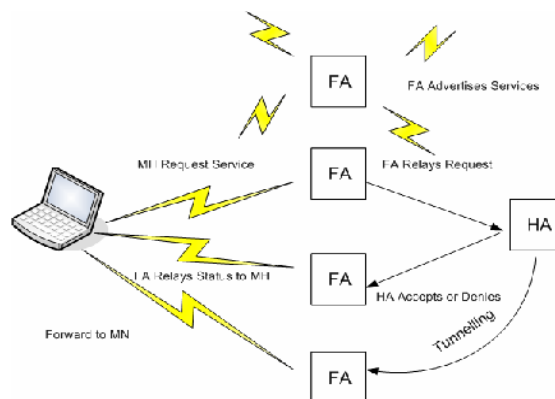 FA
FA Advertises Services
MH Request Service
FA
FA Relays Request
HA
FA Relays Status to MH
FA
HA Accepts or Denies
Tunnelling
Forward to MN
FA